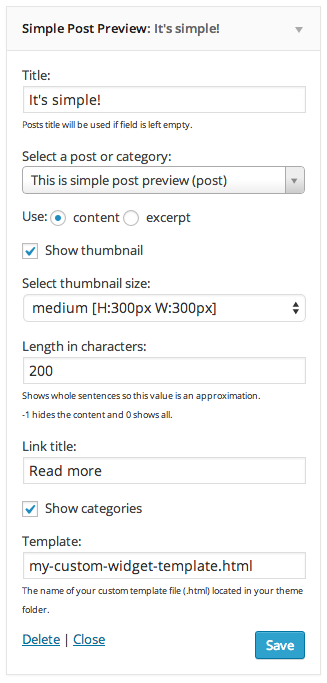 Simple Post Preview: It's simple!
Title:
It's simple!
Posts title will be used if field is left empty.
Select a post or category:
This is simple post preview (post)
Use: content excerpt
Show thumbnail
Select thumbnail size:
medium [H:300px W:300px]
Length in characters:
200
Shows whole sentences so this value is an approximation.
-1 hides the content and 0 shows all.
Link title:
Read more
Show categories
Template:
my-custom-widget-template.html
The name of your custom template file (.html) located in your theme
folder.
Delete | Close Save